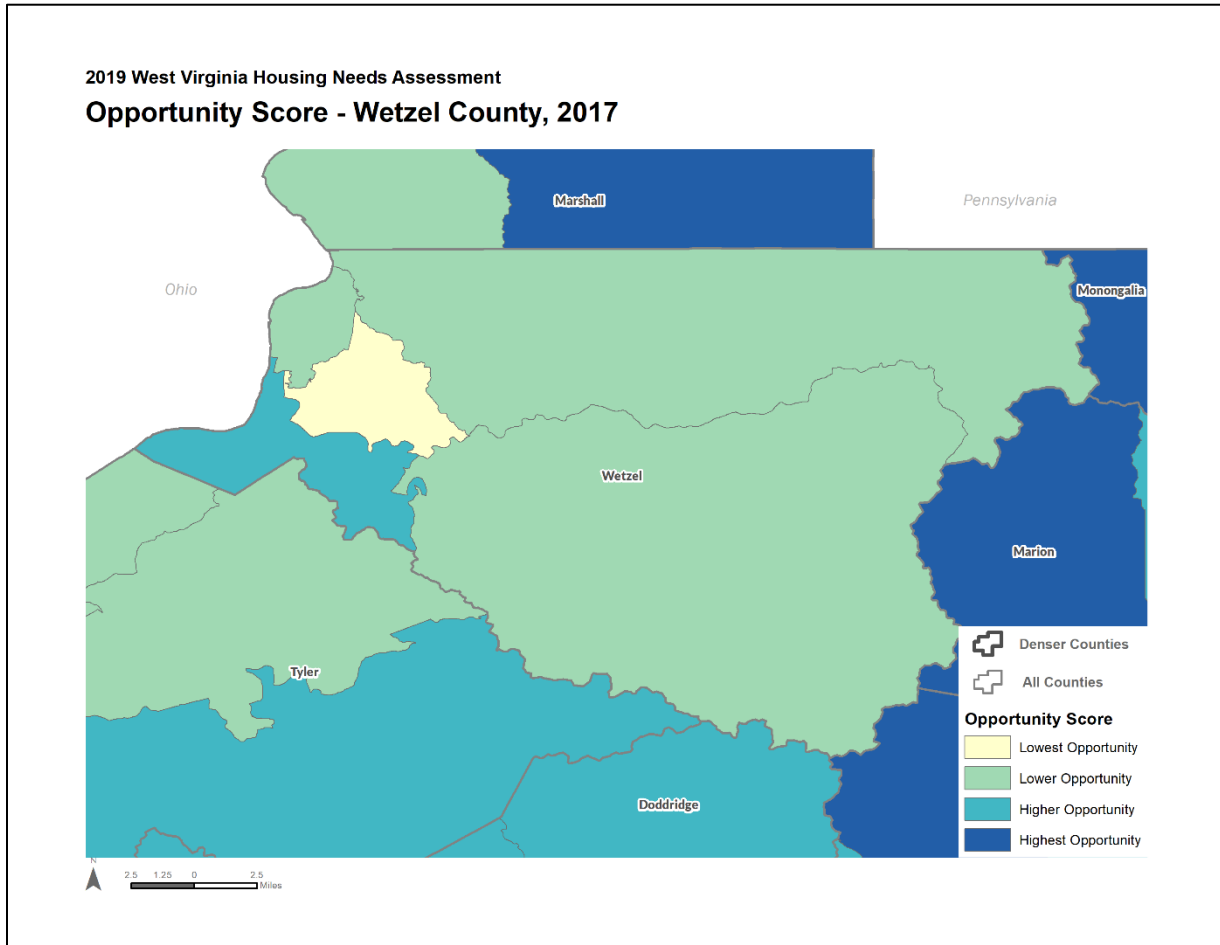 2019 West Virginia Housing Needs Assessment
Opportunity Score - Wetzel County, 2017
Marshall
Pennsylvania
Ohio
Monongalia
Wetzel
Marion
Tyler
Doddridge
Denser Counties
All Counties
Opportunity Score
Lowest Opportunity
Lower Opportunity
Higher Opportunity
Highest Opportunity
N
2.5 1.25 0 2.5
Miles